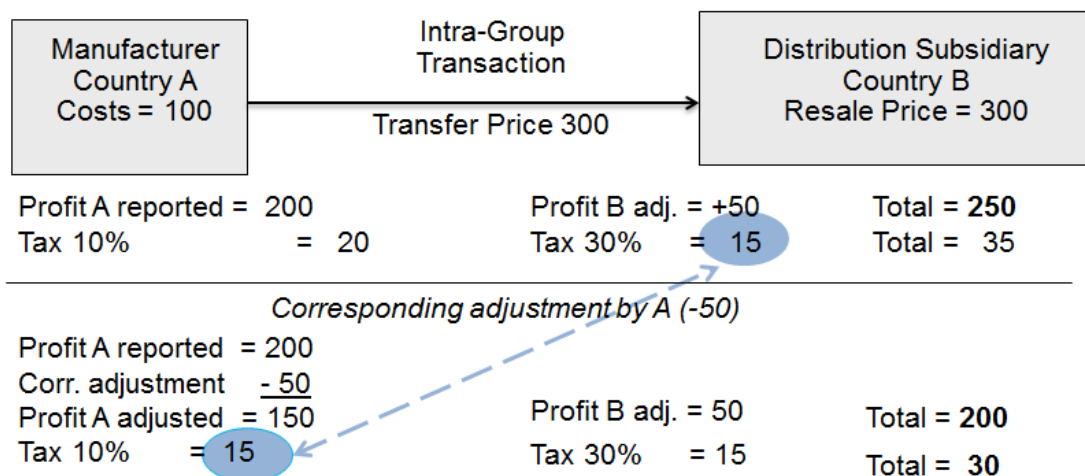 Manufacturer
Country A
Costs = 100
Intra-Group
Transaction
Transfer Price 300
Distribution Subsidiary
Country B
Resale Price = 300
Profit A reported = 200
Tax 10% = 20
Profit B adj. = +50
Tax 30% = 15
Total = 250
Total = 35
Corresponding adjustment by A (-50)
Profit A reported = 200
Corr. adjustment - 50
Profit A adjusted = 150
Tax 10% = 15
Profit B adj. = 50
Tax 30% = 15
Total = 200
Total = 30